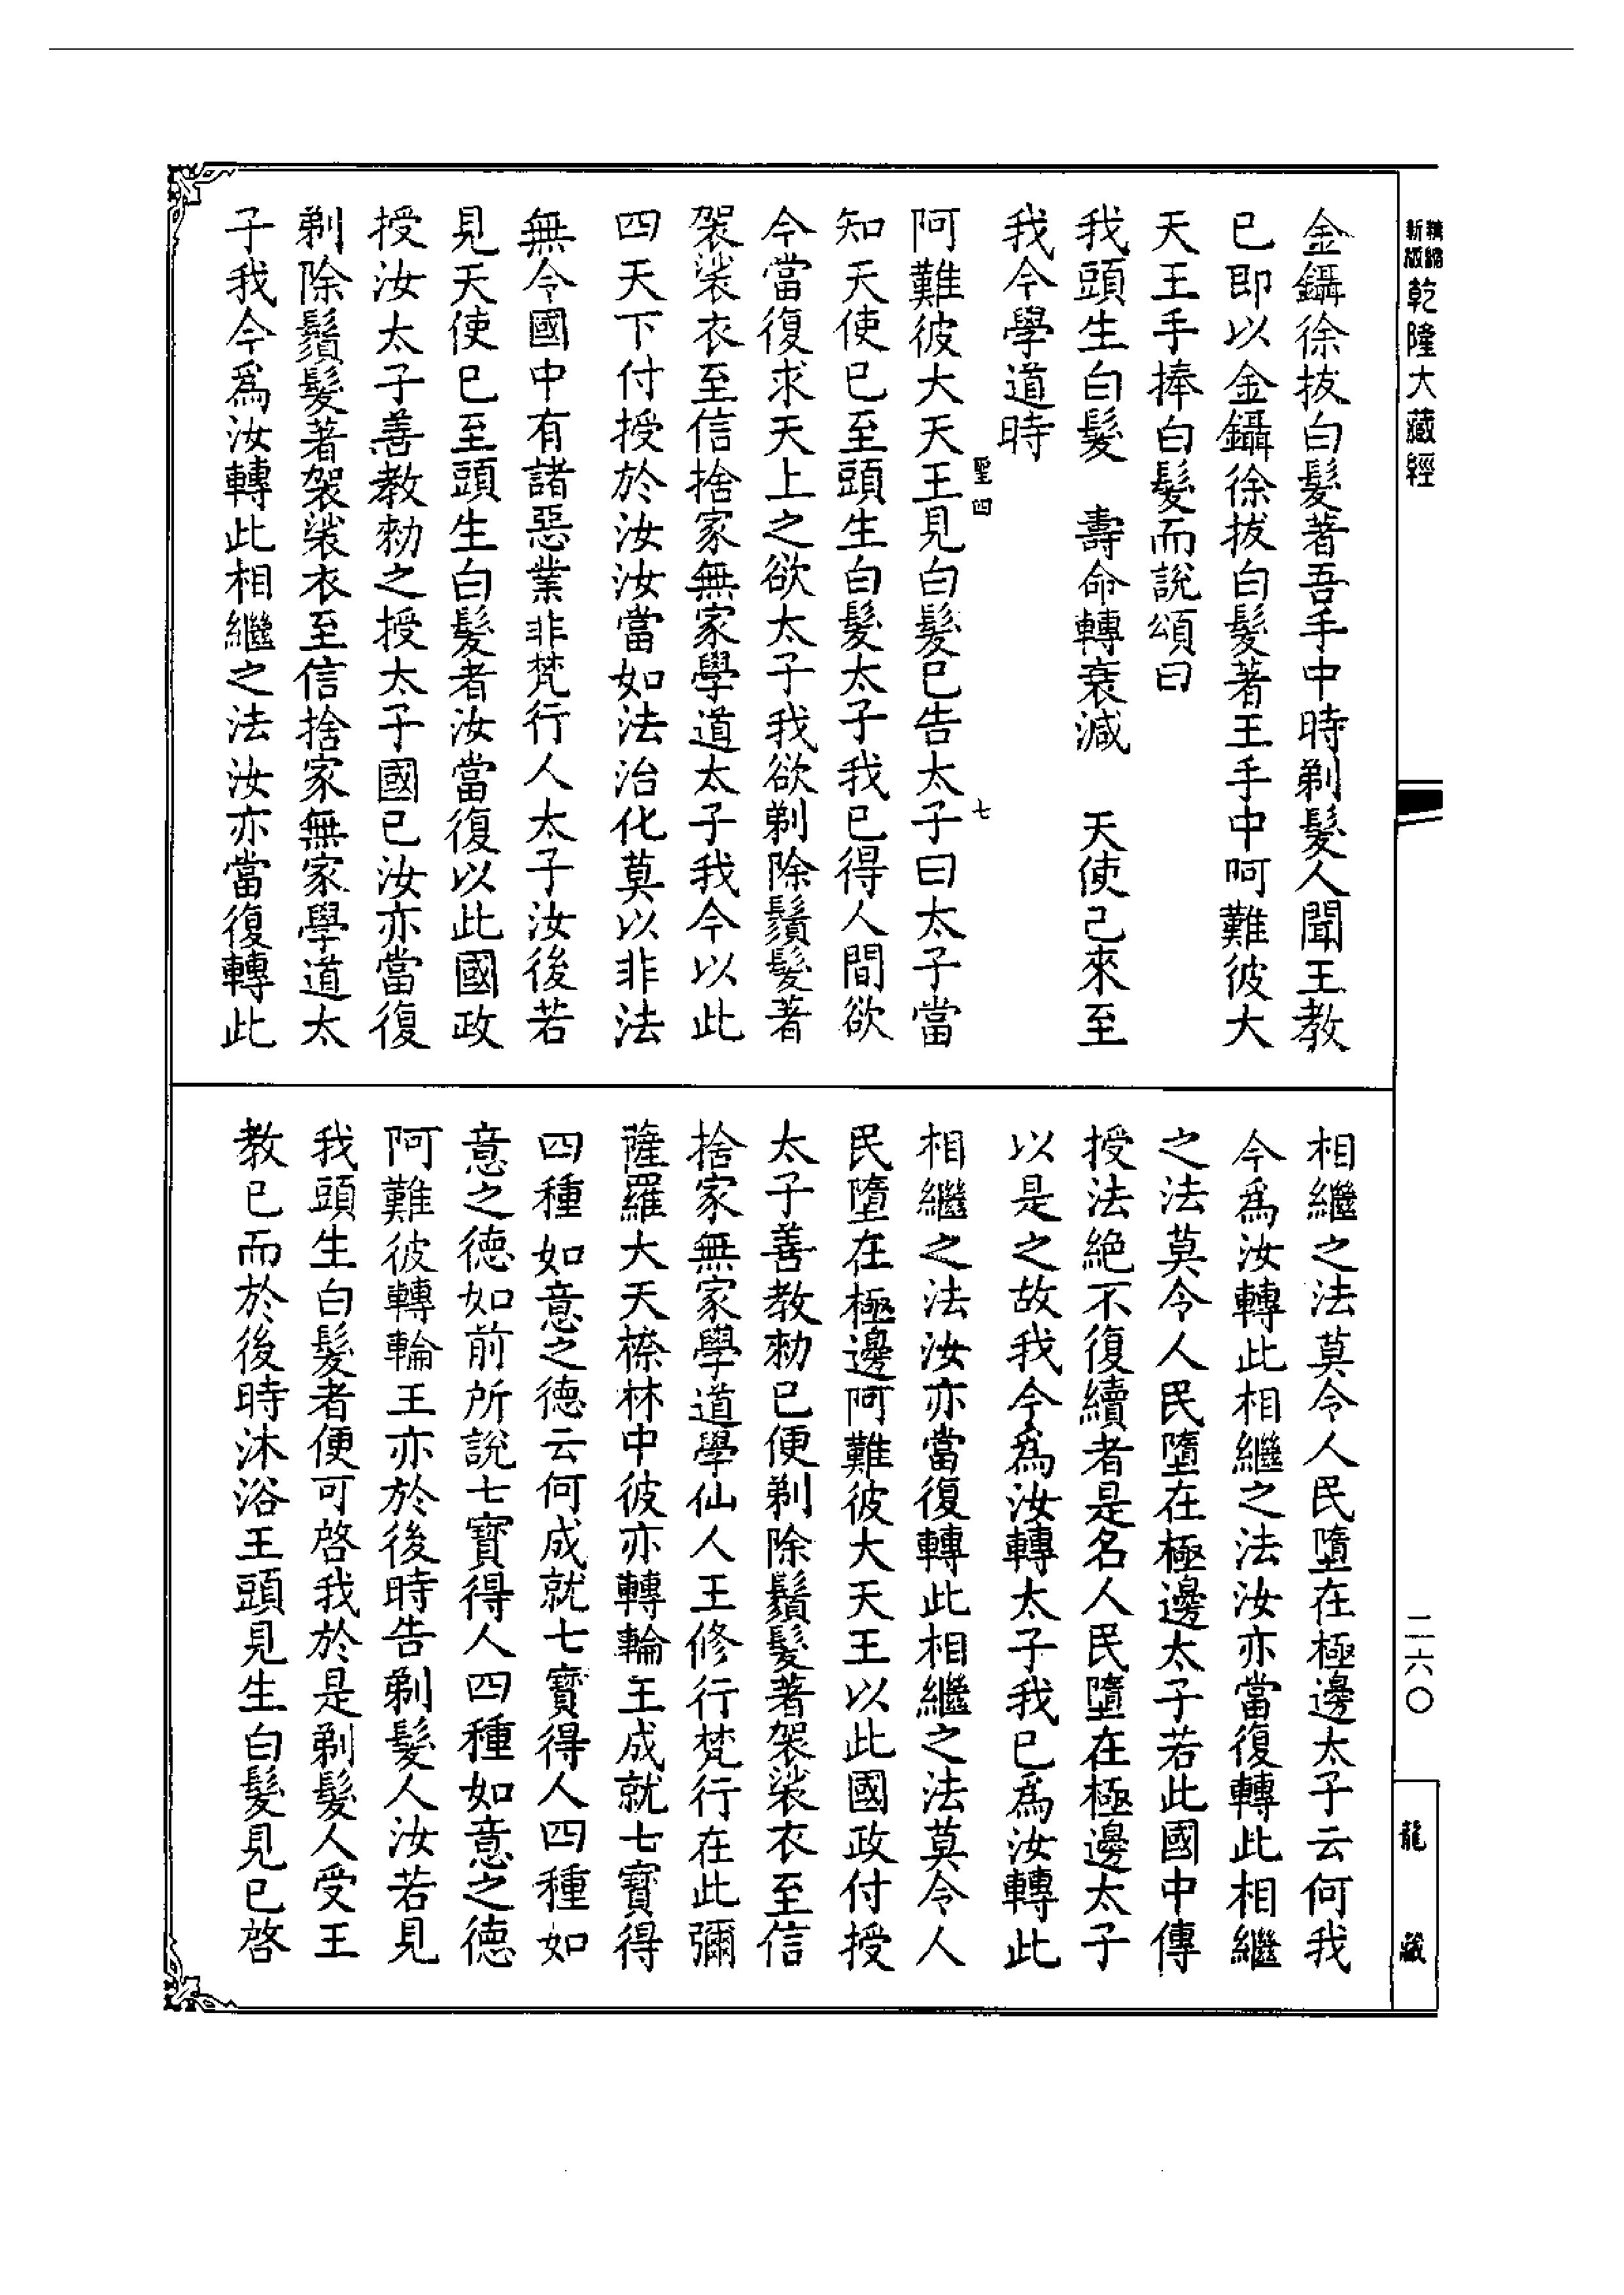 精縮新版乾隆大藏經
金鑷徐拔白髮著吾手中時剃髮人聞王教
已即以金鑷徐拔白髮著王手中阿難彼大
天王手捧白髮而說頌曰
我頭生白髮　壽命轉衰減　天使已來至
我今學道時
聖四　七
阿難彼大天王見白髮已告太子曰太子當
知天使已至頭生白髮太子我已得人間欲
今當復求天上之欲太子我欲剃除鬚髮著
袈裟衣至信捨家無家學道太子我今以此
四天下付授於汝汝當如法治化莫以非法
無令國中有諸惡業非梵行人太子汝後若
見天使已至頭生白髮者汝當復以此國政
授汝太子善教勑之授太子國已汝亦當復
剃除鬚髮著袈裟衣至信捨家無家學道太
子我今爲汝轉此相繼之法汝亦當復轉此
相繼之法莫令人民墮在極邊太子云何我
今爲汝轉此相繼之法汝亦當復轉此相繼
之法莫令人民墮在極邊太子若此國中傳
授法絕不復續者是名人民墮在極邊太子
以是之故我今爲汝轉太子我已爲汝轉此
相繼之法汝亦當復轉此相繼之法莫令人
民墮在極邊阿難彼大天王以此國政付授
太子善教勑已便剃除鬚髮著袈裟衣至信
捨家無家學道學仙人王修行梵行在此彌
薩羅大天㮈林中彼亦轉輪王成就七寶得
四種如意之德云何成就七寶得人四種如
意之德如前所說七寶得人四種如意之德
阿難彼轉輪王亦於後時告剃髮人汝若見
我頭生白髮者便可啓我於是剃髮人受王
教已而於後時沐浴王頭見生白髮見已啓
二六〇
龍藏